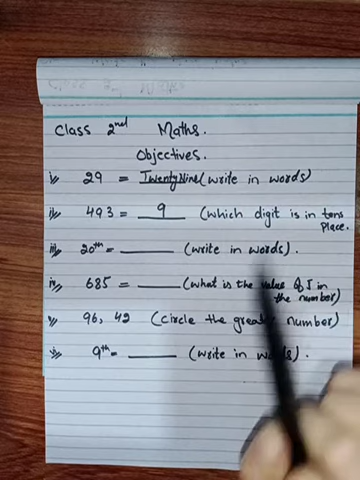 Class 2nd Maths.
Objectives.
i) 29 = Twenty Nine (write in words)
ii) 493 = 9 (which digit is in tens place.
iii) 20th = ______ (write in words).
iv) 685 = ______ (what is the value of 5 in the number)
v) 96, 42 (circle the greater number)
vi) 9th = ______ (write in words).